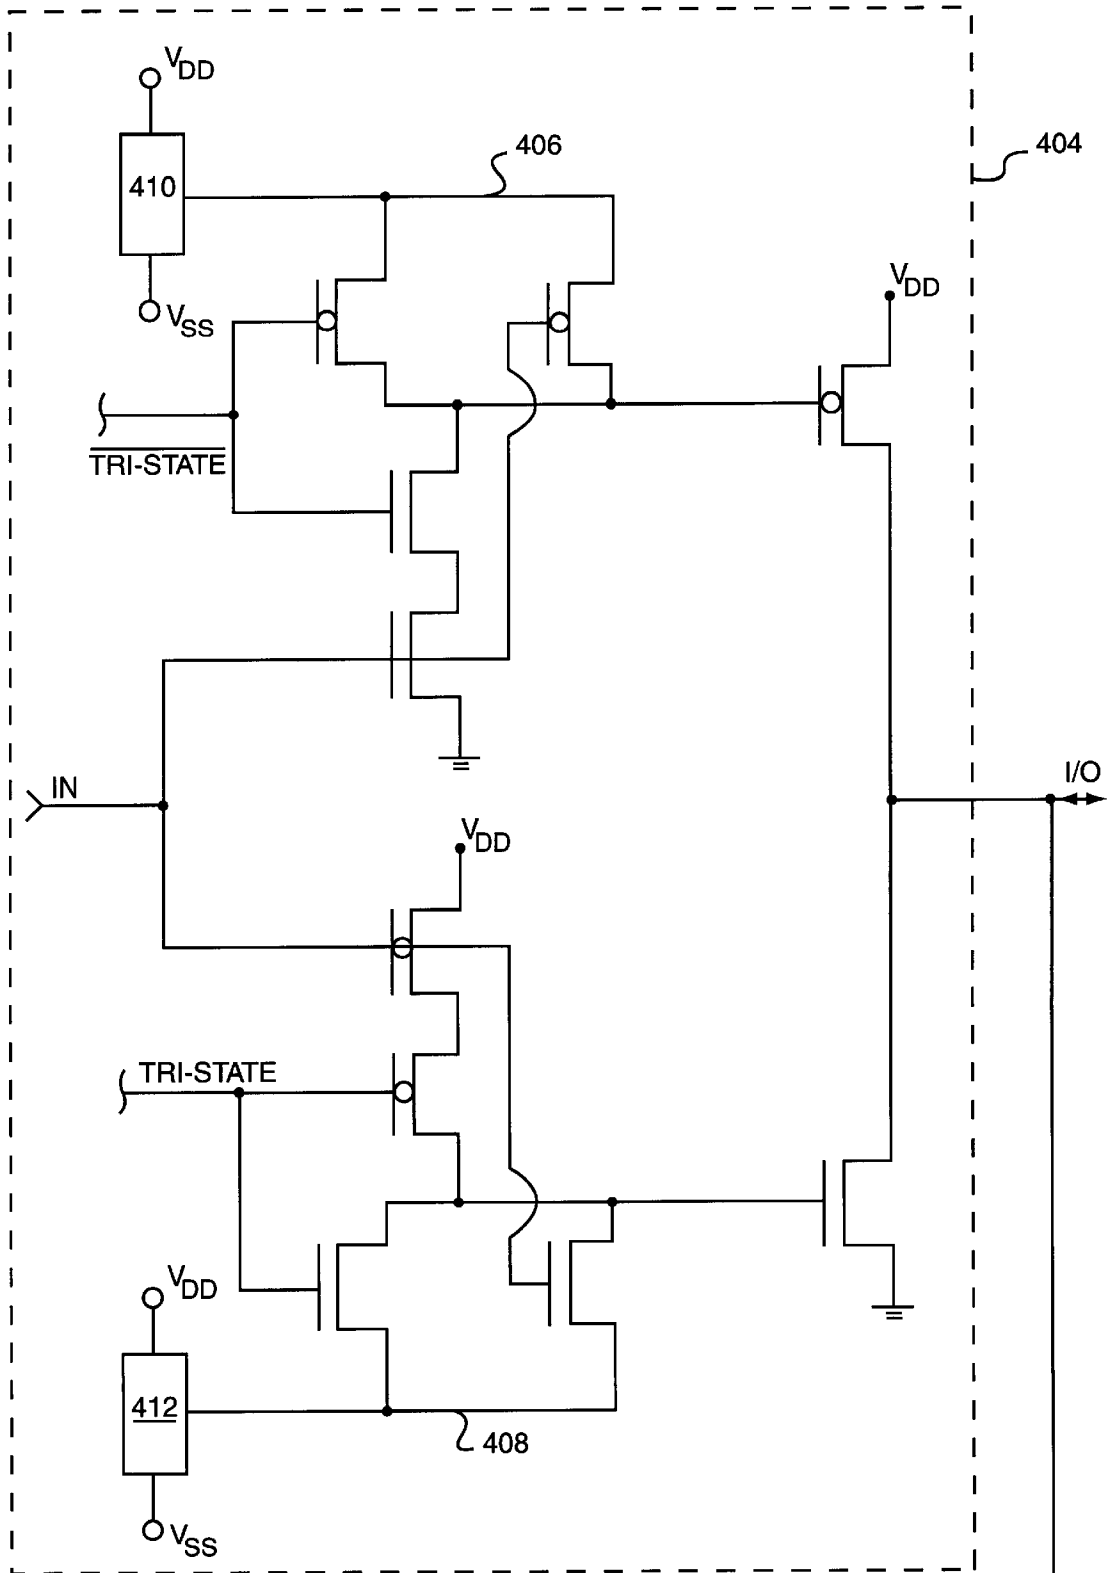 VDD
410
406
404
VSS
VDD
TRI-STATE
IN
I/O
VDD
TRI-STATE
VDD
412
408
VSS